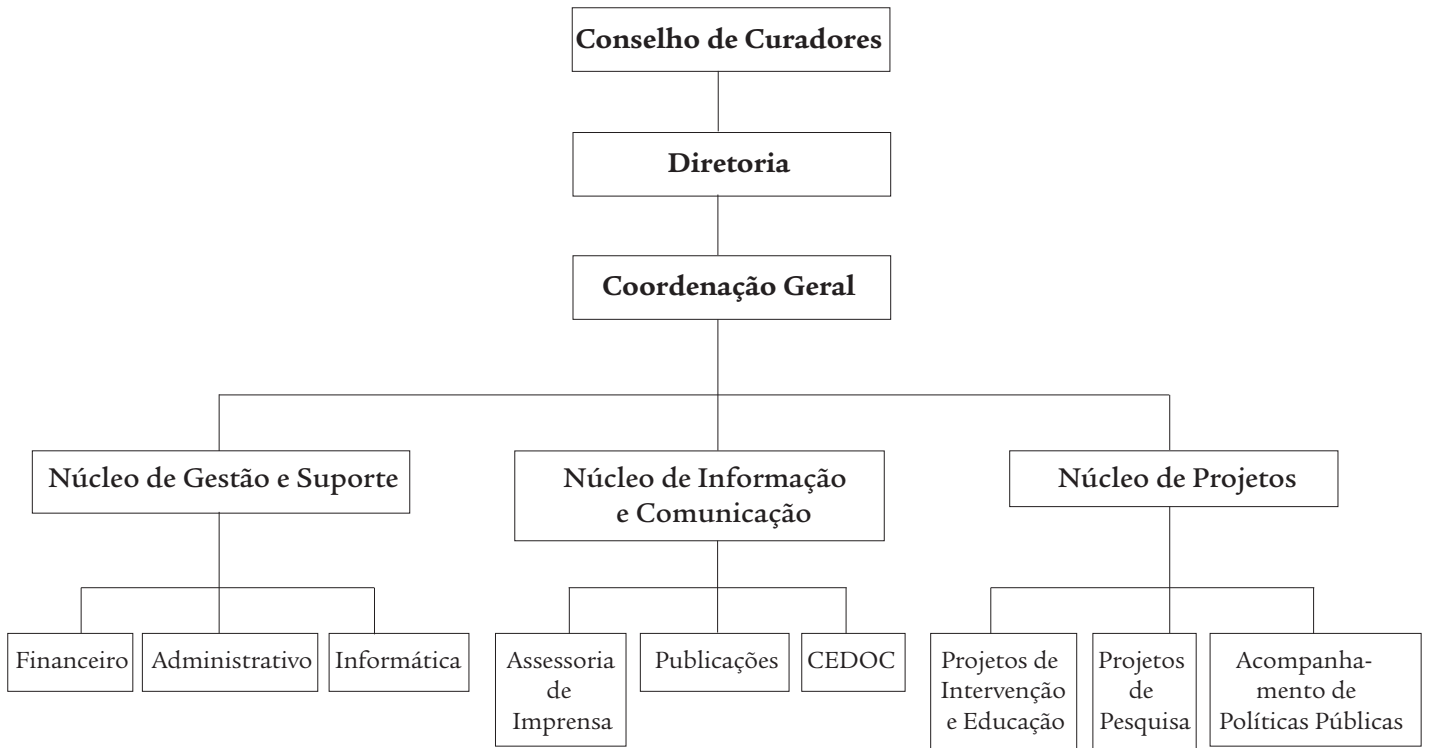 Conselho de Curadores
Diretoria
Coordenação Geral
Núcleo de Gestão e Suporte
Núcleo de Informação
e Comunicação
Núcleo de Projetos
Financeiro
Administrativo
Informática
Assessoria
de
Imprensa
Publicações
CEDOC
Projetos de
Intervenção
e Educação
Projetos
de
Pesquisa
Acompanha-
mento de
Políticas Públicas